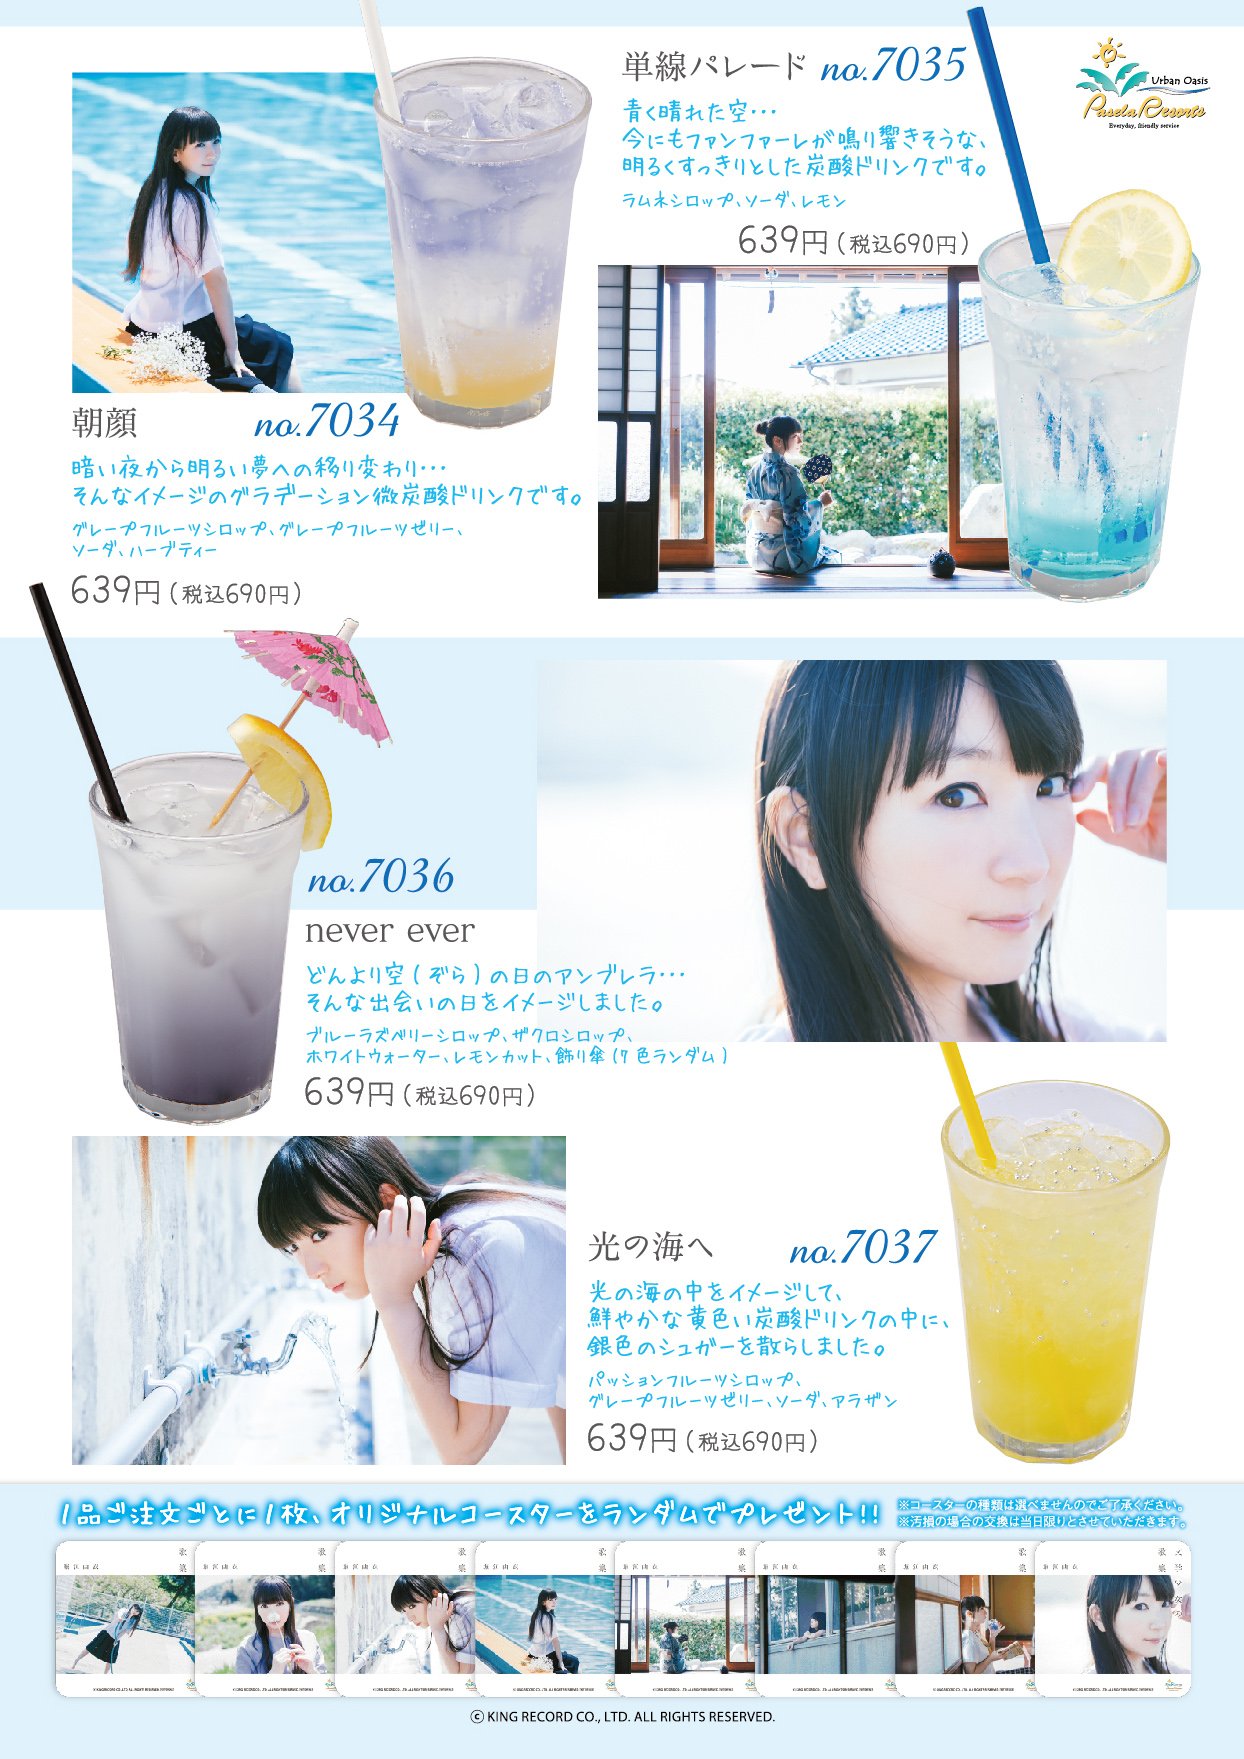 単線パレード no.7035
Urban Oasis
Pasela Resorts
Everyday, friendly service
青く晴れた空･･･
今にもファンファーレが鳴り響きそうな、
明るくすっきりとした炭酸ドリンクです。
ラムネシロップ、ソーダ、レモン
639円(税込690円)
朝顔 no.7034
暗い夜から明るい夢への移り変わり･･･
そんなイメージのグラデーション微炭酸ドリンクです。
グレープフルーツシロップ、グレープフルーツゼリー、
ソーダ、ハーブティー
639円(税込690円)
no.7036
never ever
どんより空(ぞら)の日のアンブレラ･･･
そんな出会いの日をイメージしました。
ブルーラズベリーシロップ、ザクロシロップ、
ホワイトウォーター、レモンカット、飾り傘(7色ランダム)
639円(税込690円)
光の海へ no.7037
光の海の中をイメージして、
鮮やかな黄色い炭酸ドリンクの中に、
銀色のシュガーを散らしました。
パッションフルーツシロップ、
グレープフルーツゼリー、ソーダ、アラザン
639円(税込690円)
1品ご注文ごとに1枚、オリジナルコースターをランダムでプレゼント!!
※コースターの種類は選べませんのでご了承ください。
※汚損の場合の交換は当日限りとさせていただきます。
ⓒ KING RECORD CO., LTD. ALL RIGHTS RESERVED.